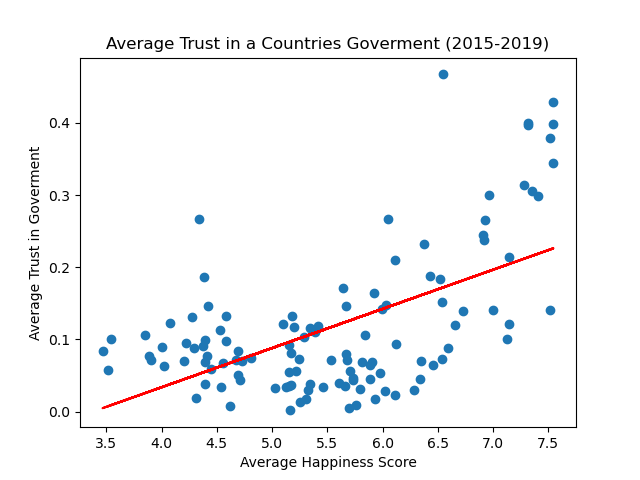 Average Trust in a Countries Goverment (2015-2019)
0.4
0.3
0.2
0.1
0.0
Average Trust in Goverment
3.5 4.0 4.5 5.0 5.5 6.0 6.5 7.0 7.5
Average Happiness Score